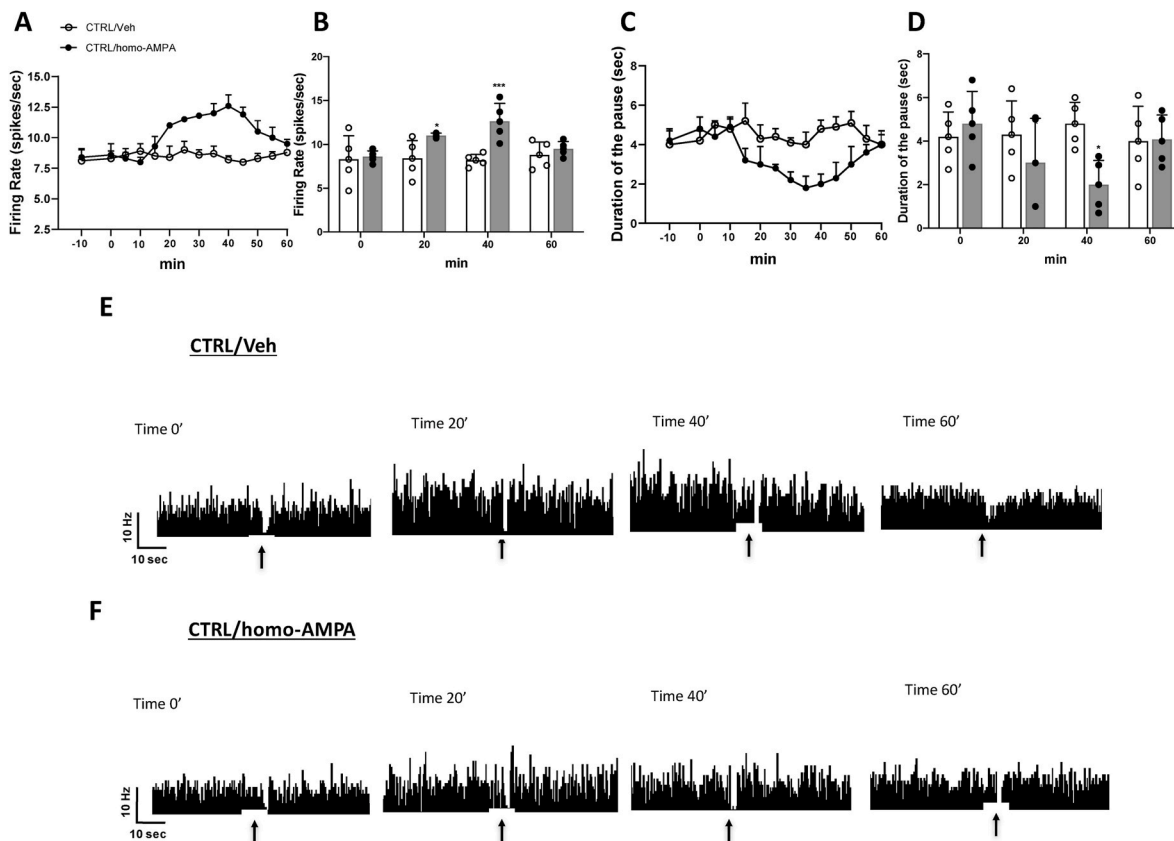 A
CTRL/Veh
CTRL/homo-AMPA
Firing Rate (spikes/sec)
15.0
12.5
10.0
7.5
5.0
2.5
-10 0 10 20 30 40 50 60
min
B
Firing Rate (spikes/sec)
20
15
10
5
0
*
***
0 20 40 60
min
C
Duration of the pause (sec)
8
6
4
2
0
-10 0 10 20 30 40 50 60
min
D
Duration of the pause (sec)
8
6
4
2
0
*
0 20 40 60
min
E
CTRL/Veh
Time 0’
Time 20’
Time 40’
Time 60’
10 Hz
10 sec
F
CTRL/homo-AMPA
Time 0’
Time 20’
Time 40’
Time 60’
10 Hz
10 sec